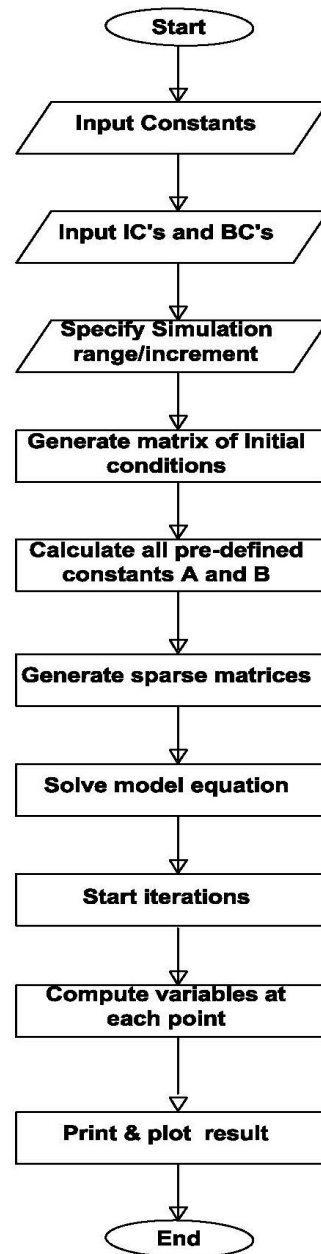 Start
Input Constants
Input IC's and BC's
Specify Simulation
range/increment
Generate matrix of Initial
conditions
Calculate all pre-defined
constants A and B
Generate sparse matrices
Solve model equation
Start iterations
Compute variables at
each point
Print & plot result
End